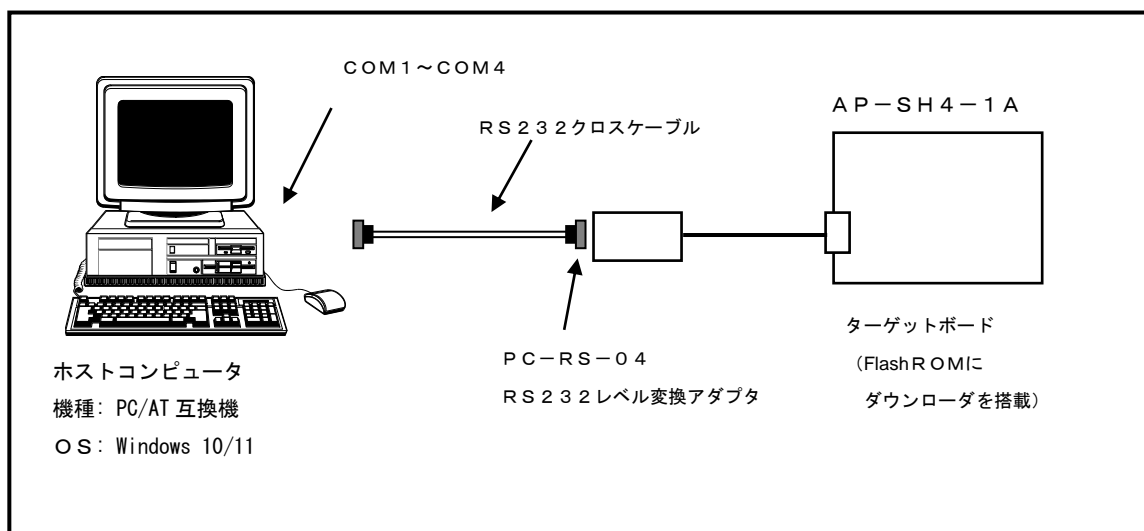 COM1~COM4
AP-SH4-1A
RS232クロスケーブル
ターゲットボード
(FlashROMに
ダウンローダを搭載)
PC-RS-04
RS232レベル変換アダプタ
ホストコンピュータ
機種: PC/AT 互換機
OS: Windows 10/11